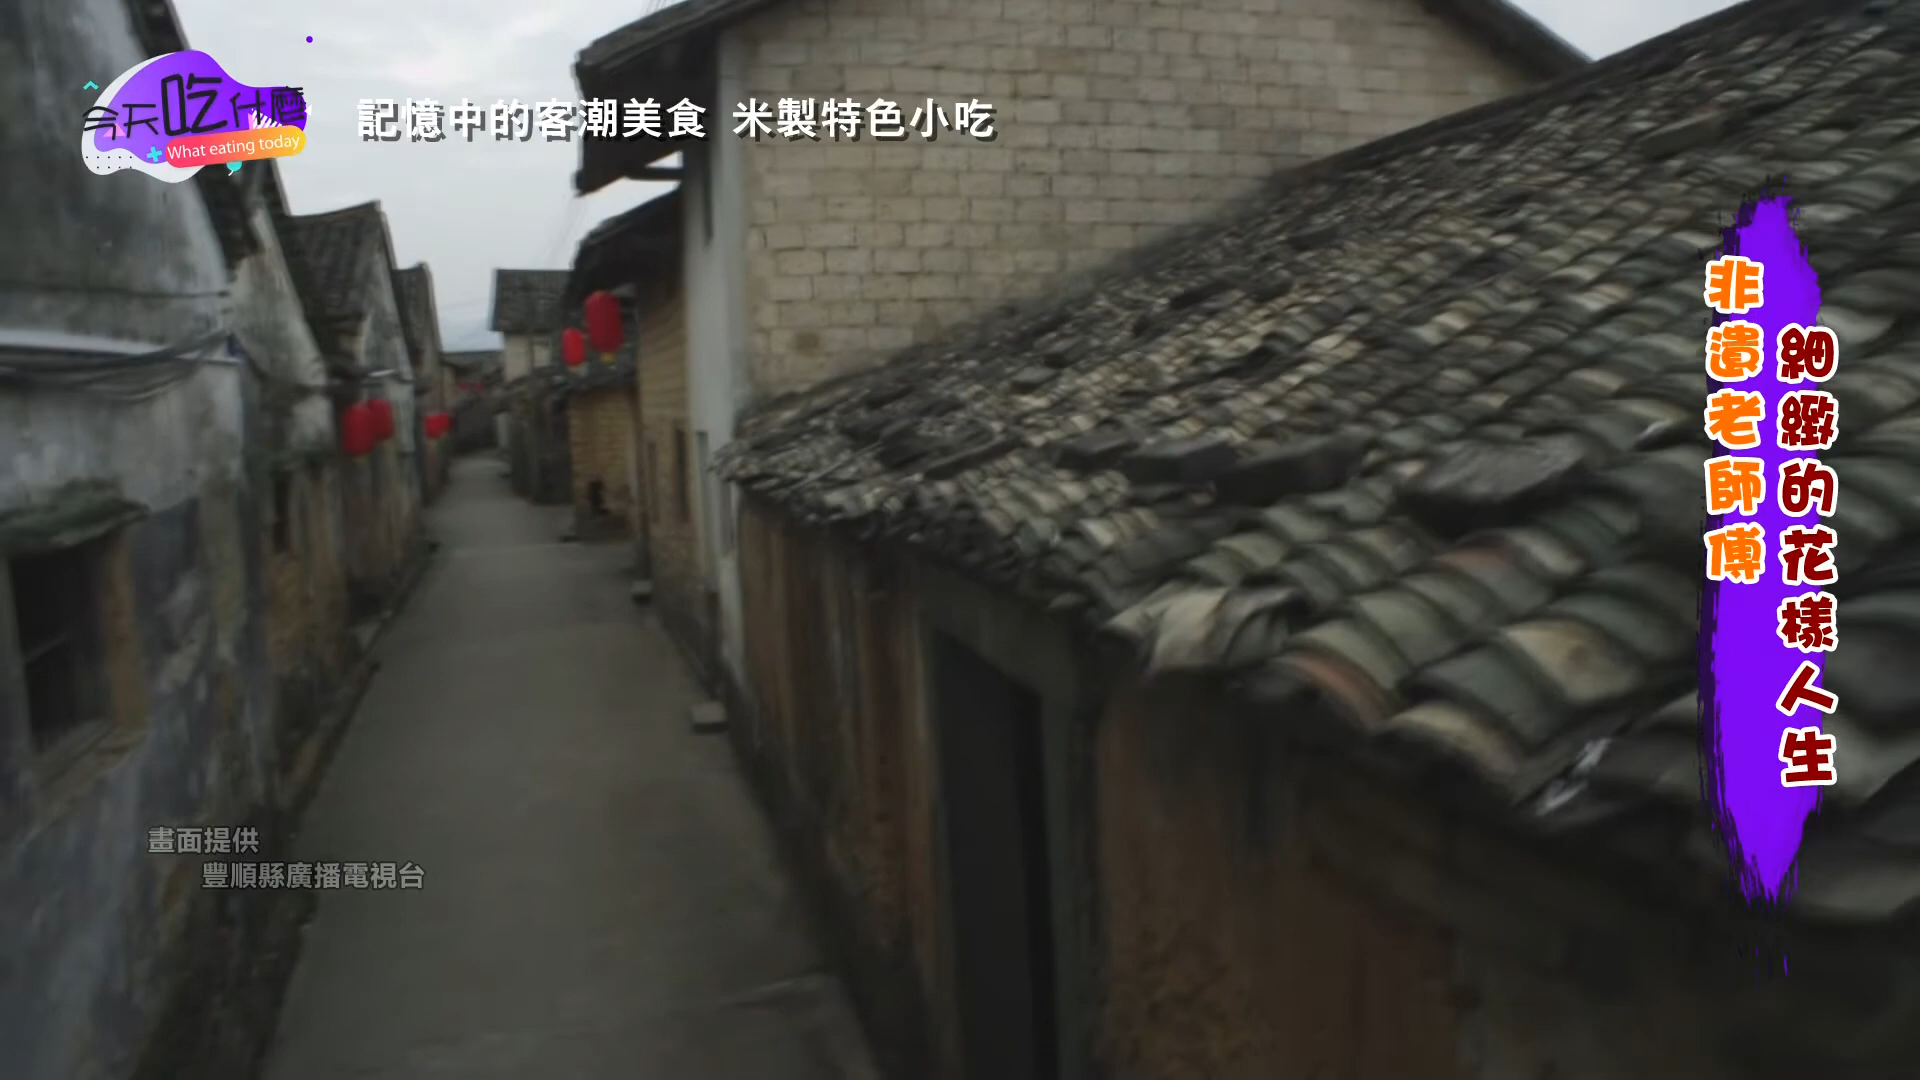 今天吃什麼
What eating today
記憶中的客潮美食 米製特色小吃
非遺老師傅
細緻的花樣人生
畫面提供
豐順縣廣播電視台